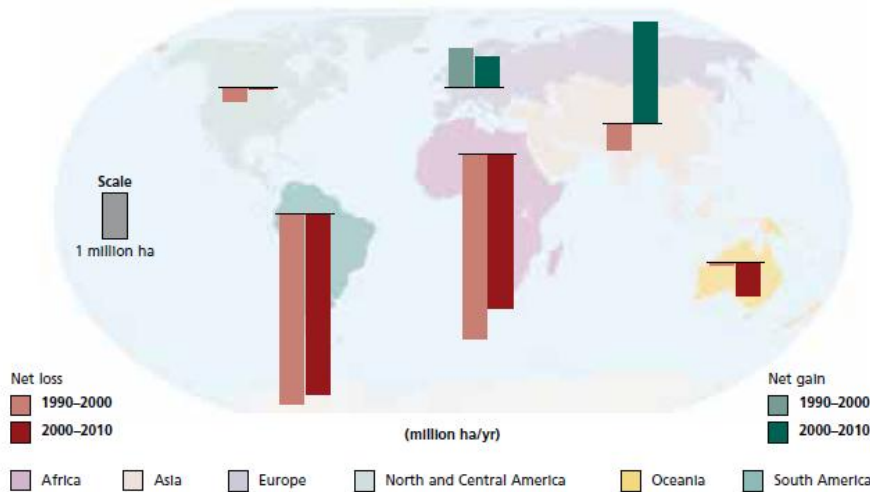 Scale
1 million ha
Net loss
1990–2000
2000–2010
(million ha/yr)
Net gain
1990–2000
2000–2010
Africa
Asia
Europe
North and Central America
Oceania
South America